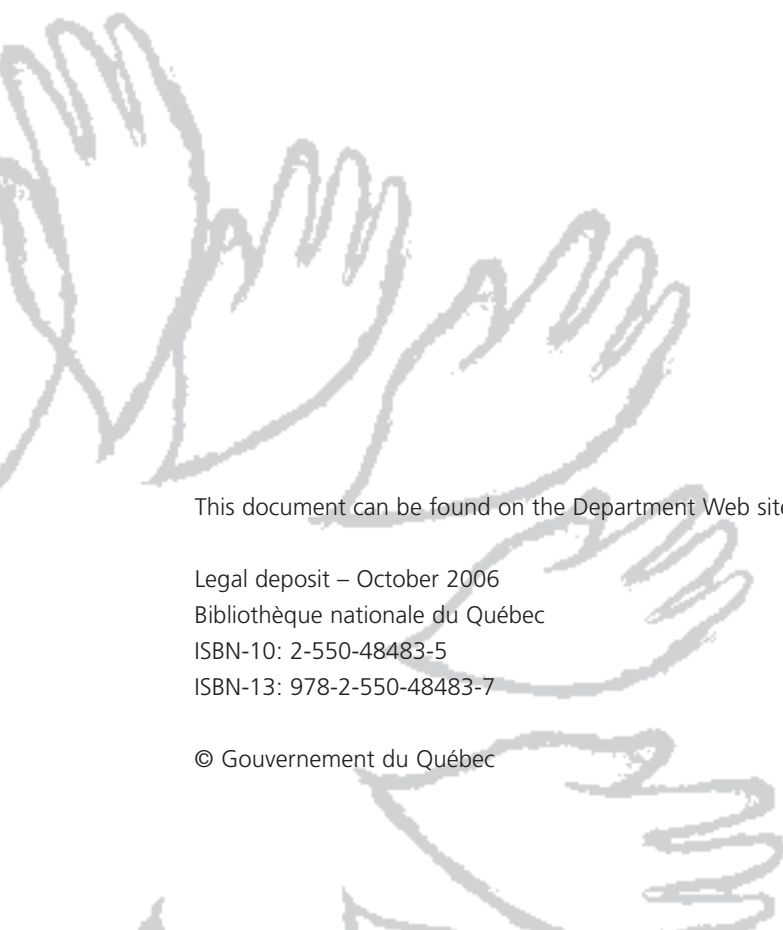 This document can be found on the Department Web site
Legal deposit – October 2006
Bibliothèque nationale du Québec
ISBN-10: 2-550-48483-5
ISBN-13: 978-2-550-48483-7
© Gouvernement du Québec